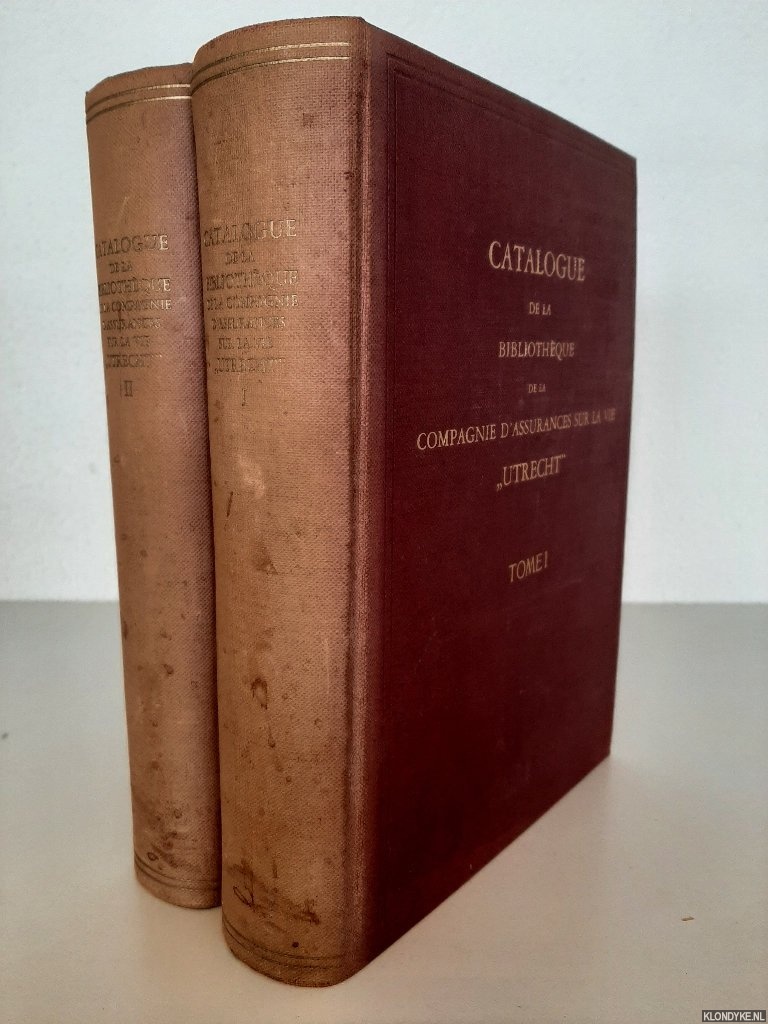 CATALOGUE
DE LA
BIBLIOTHÈQUE
DE LA COMPAGNIE
D'ASSURANCES
SUR LA VIE
„UTRECHT”
II
CATALOGUE
DE LA
BIBLIOTHÈQUE
DE LA COMPAGNIE
D'ASSURANCES
SUR LA VIE
„UTRECHT”
I
CATALOGUE
DE LA
BIBLIOTHÈQUE
DE LA
COMPAGNIE D'ASSURANCES SUR LA VIE
„UTRECHT”
TOME I
KLONDYKE.NL